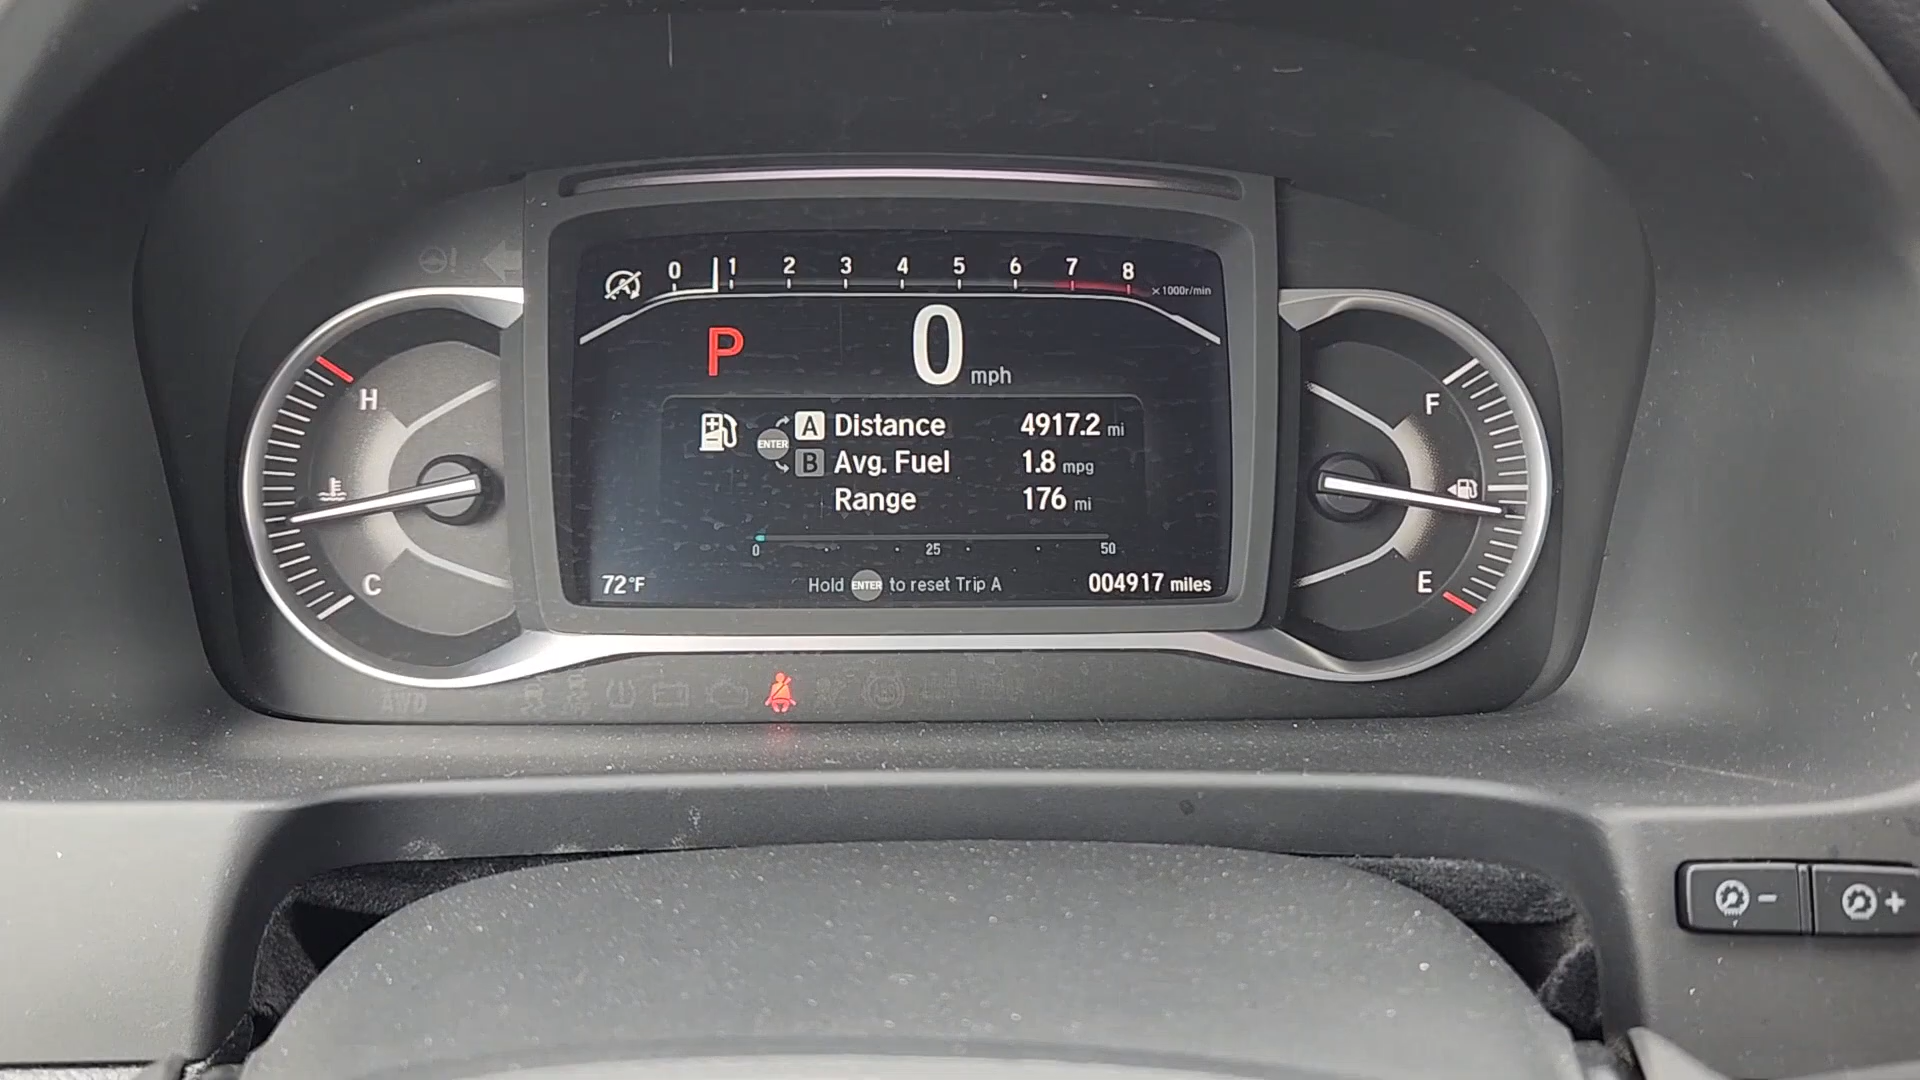 0 1 2 3 4 5 6 7 8 ×1000r/min
P 0 mph
A Distance 4917.2 mi
ENTER
B Avg. Fuel 1.8 mpg
Range 176 mi
0 25 50
72°F Hold ENTER to reset Trip A 004917 miles
H
C
F
E
AWD
- +